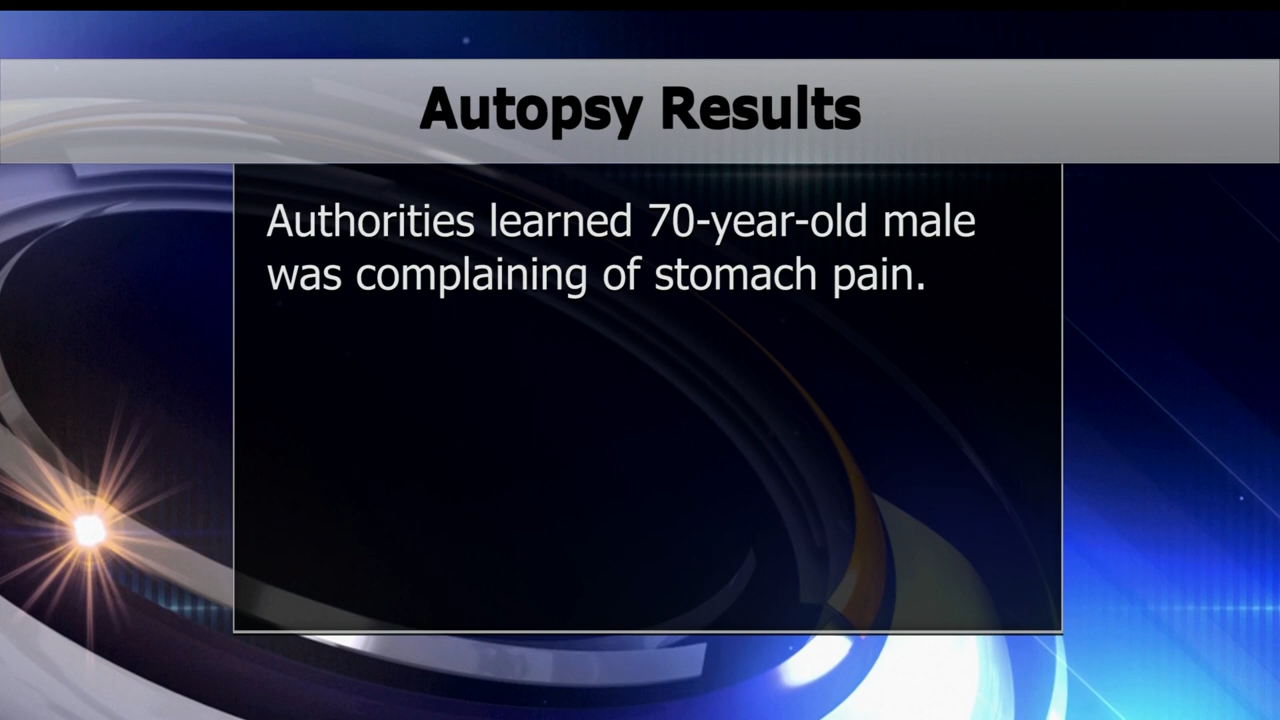 Autopsy Results
Authorities learned 70-year-old male
was complaining of stomach pain.